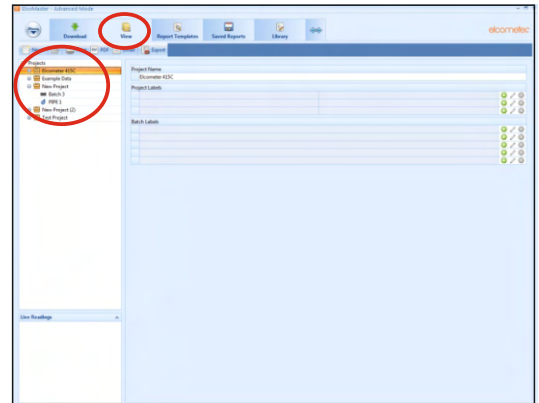 ElcoMaster - Advanced Mode
Download
View
Report Templates
Saved Reports
Library
elcometer
PDF
Export
Projects
Elcometer 415C
Example Data
New Project
Batch 3
PIPE 1
New Project (2)
Test Project
Project Name
Elcometer 415C
Project Labels
Batch Labels
Live Readings